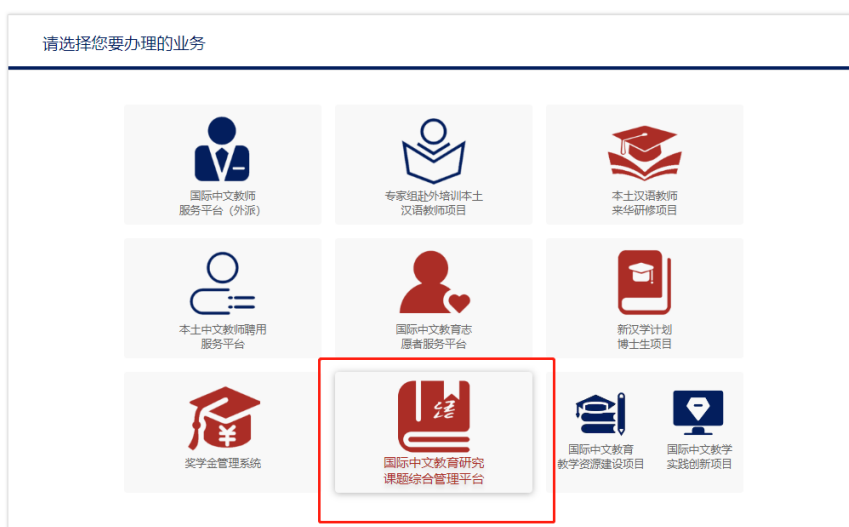 请选择您要办理的业务
国际中文教师
服务平台（外派）
专家组赴外培训本土
汉语教师项目
本土汉语教师
来华研修项目
本土中文教师聘用
服务平台
国际中文教育志
愿者服务平台
新汉学计划
博士生项目
¥
奖学金管理系统
国际中文教育研究
课题综合管理平台
国际中文教育
教学资源建设项目
国际中文教学
实践创新项目